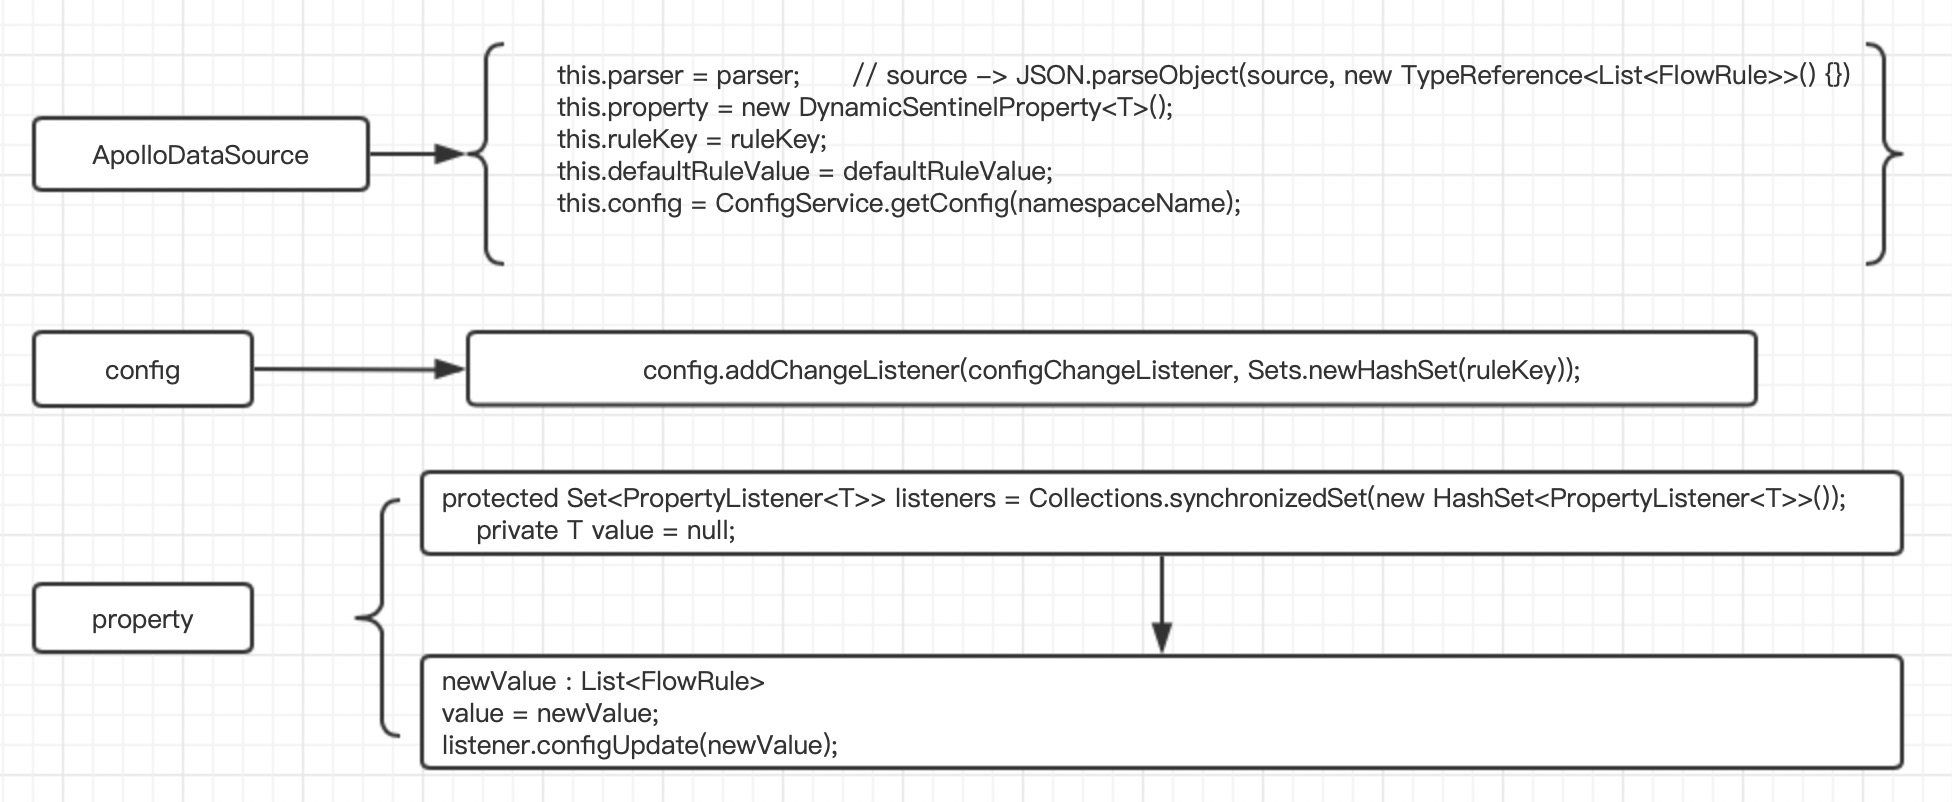 ApolloDataSource
this.parser = parser; // source -> JSON.parseObject(source, new TypeReference<List<FlowRule>>() {})
this.property = new DynamicSentinelProperty<T>();
this.ruleKey = ruleKey;
this.defaultRuleValue = defaultRuleValue;
this.config = ConfigService.getConfig(namespaceName);
config
config.addChangeListener(configChangeListener, Sets.newHashSet(ruleKey));
property
protected Set<PropertyListener<T>> listeners = Collections.synchronizedSet(new HashSet<PropertyListener<T>>());
private T value = null;
newValue : List<FlowRule>
value = newValue;
listener.configUpdate(newValue);